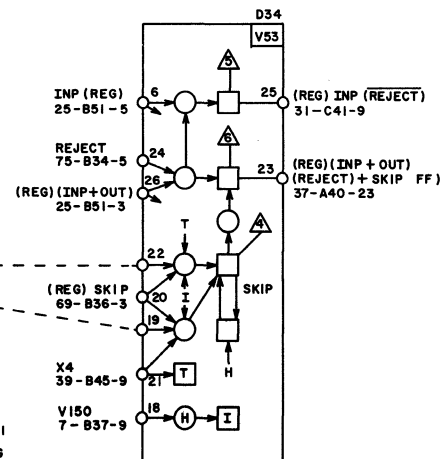 D34
V53
5
INP (REG) 6 25 (REG) INP (REJECT)
25-B51-5 31-C41-9
REJECT
75-B34-5 24
6
(REG)(INP+OUT) 26 23 (REG)(INP+OUT)
25-B51-3 (REJECT)+ SKIP FF)
37-A40-23
T 4
22
(REG) SKIP I SKIP
69-B36-3 20
19
X4 H
39-B45-9 21 T
V150 18 H I
7-B37-9